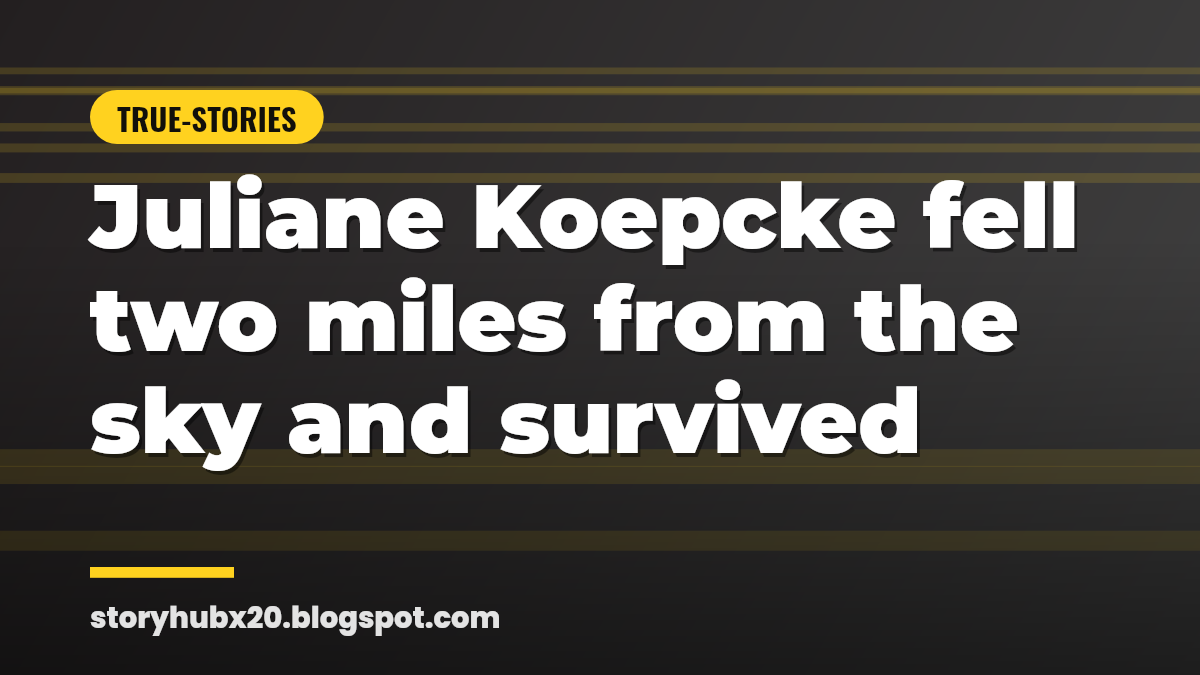 TRUE-STORIES
Juliane Koepcke fell
two miles from the
sky and survived
storyhubx20.blogspot.com